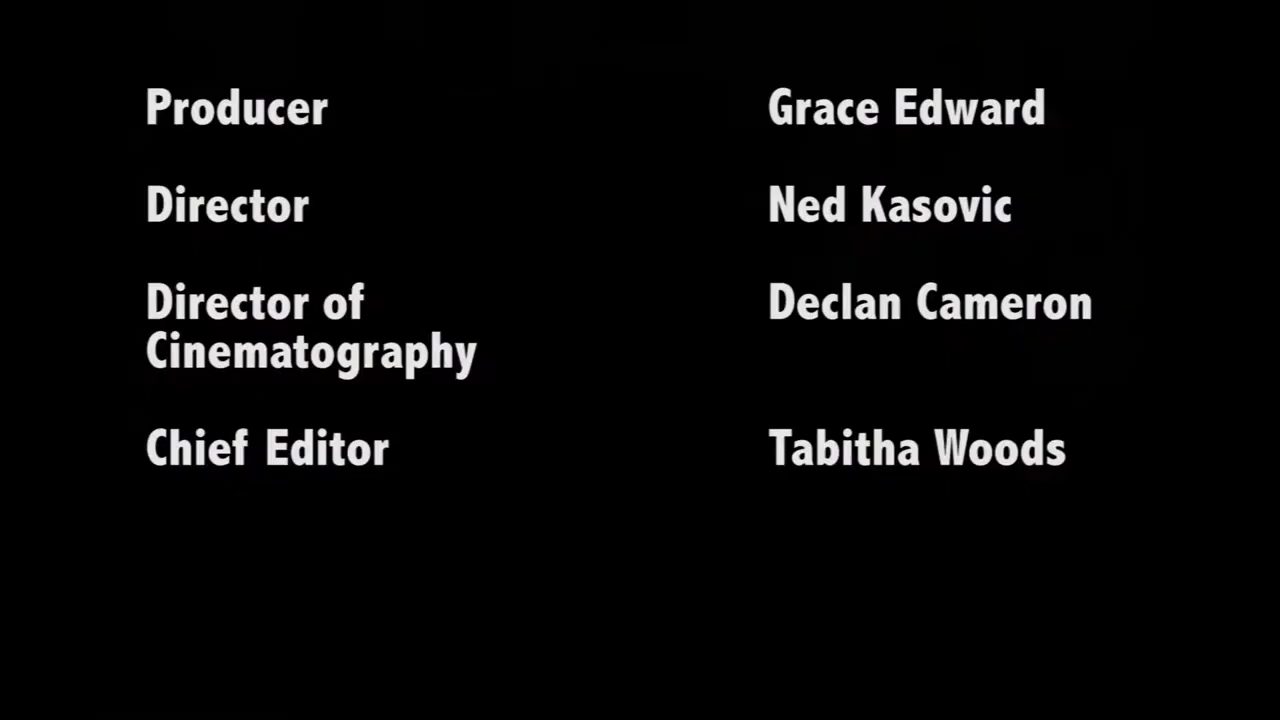 Producer Grace Edward
Director Ned Kasovic
Director of Declan Cameron
Cinematography
Chief Editor Tabitha Woods